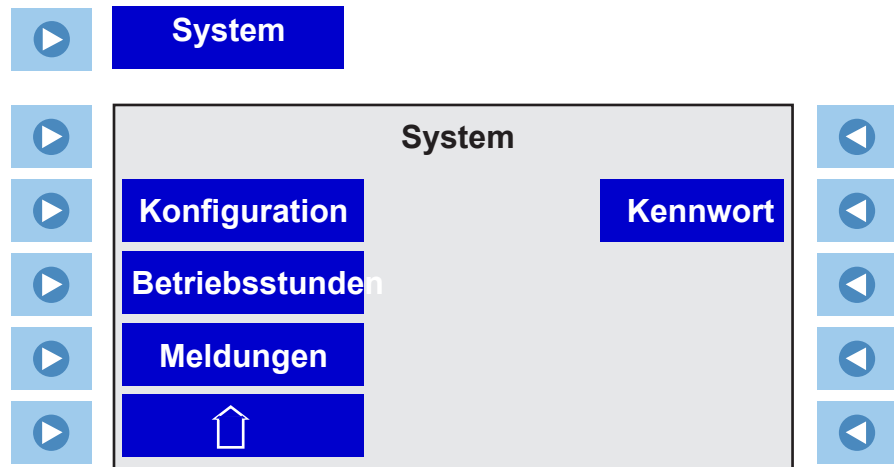 System
System
Konfiguration
Kennwort
Betriebsstunden
Meldungen